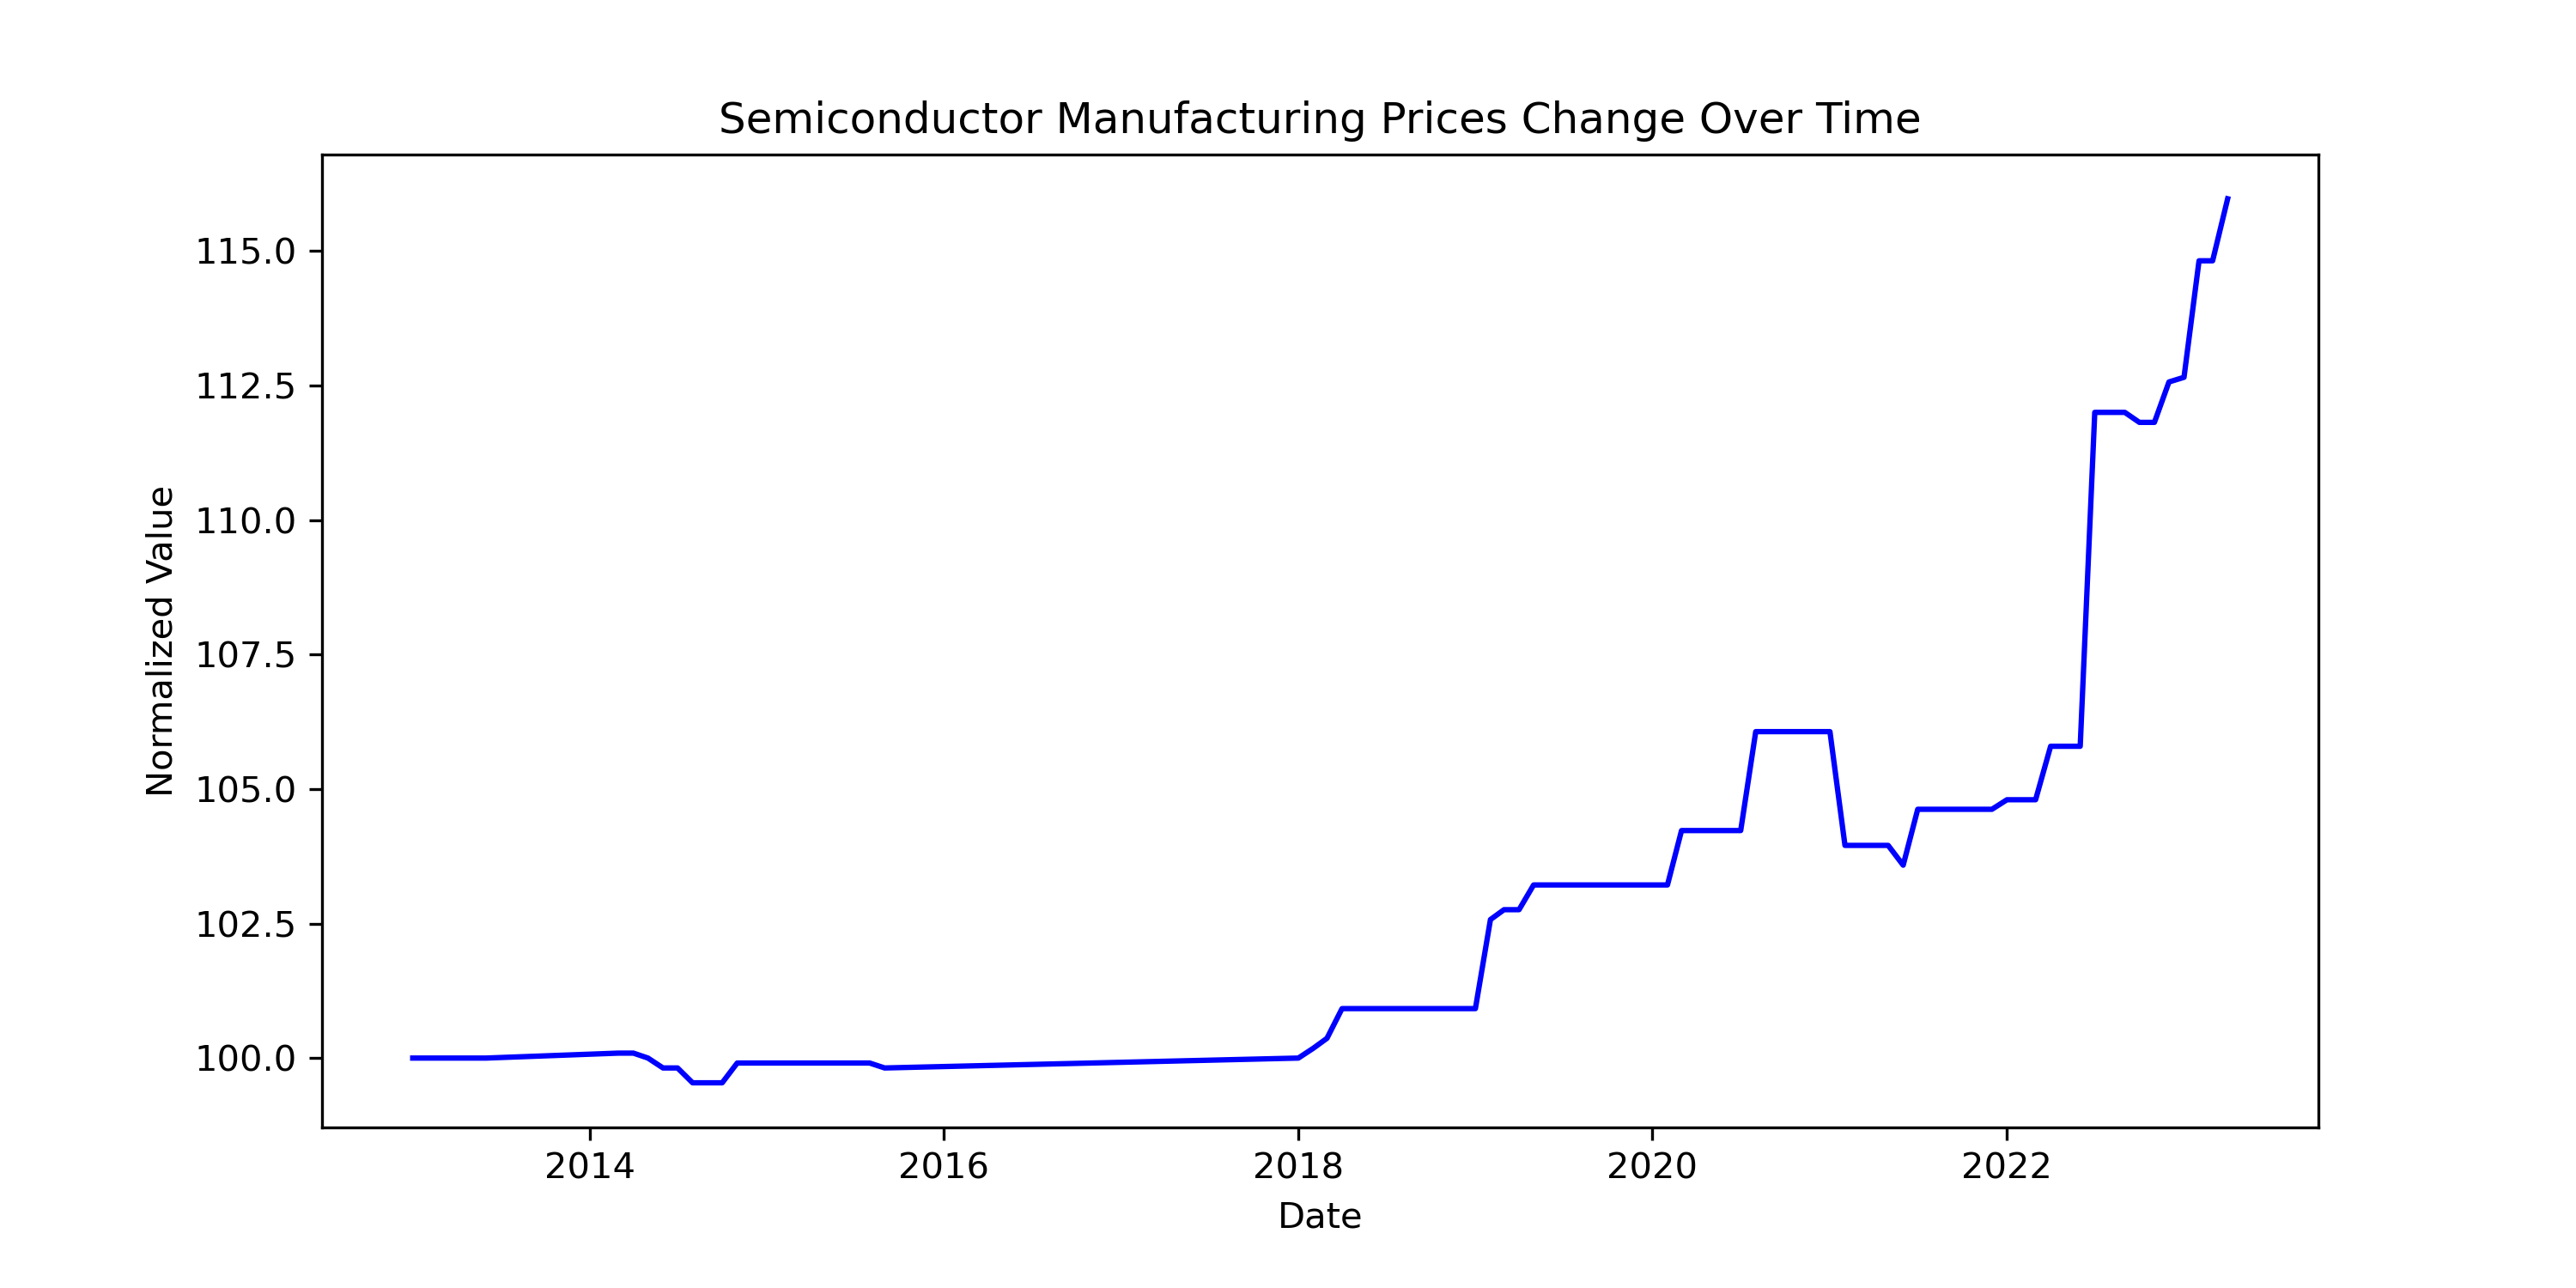 Semiconductor Manufacturing Prices Change Over Time
Normalized Value
115.0
112.5
110.0
107.5
105.0
102.5
100.0
2014 2016 2018 2020 2022
Date